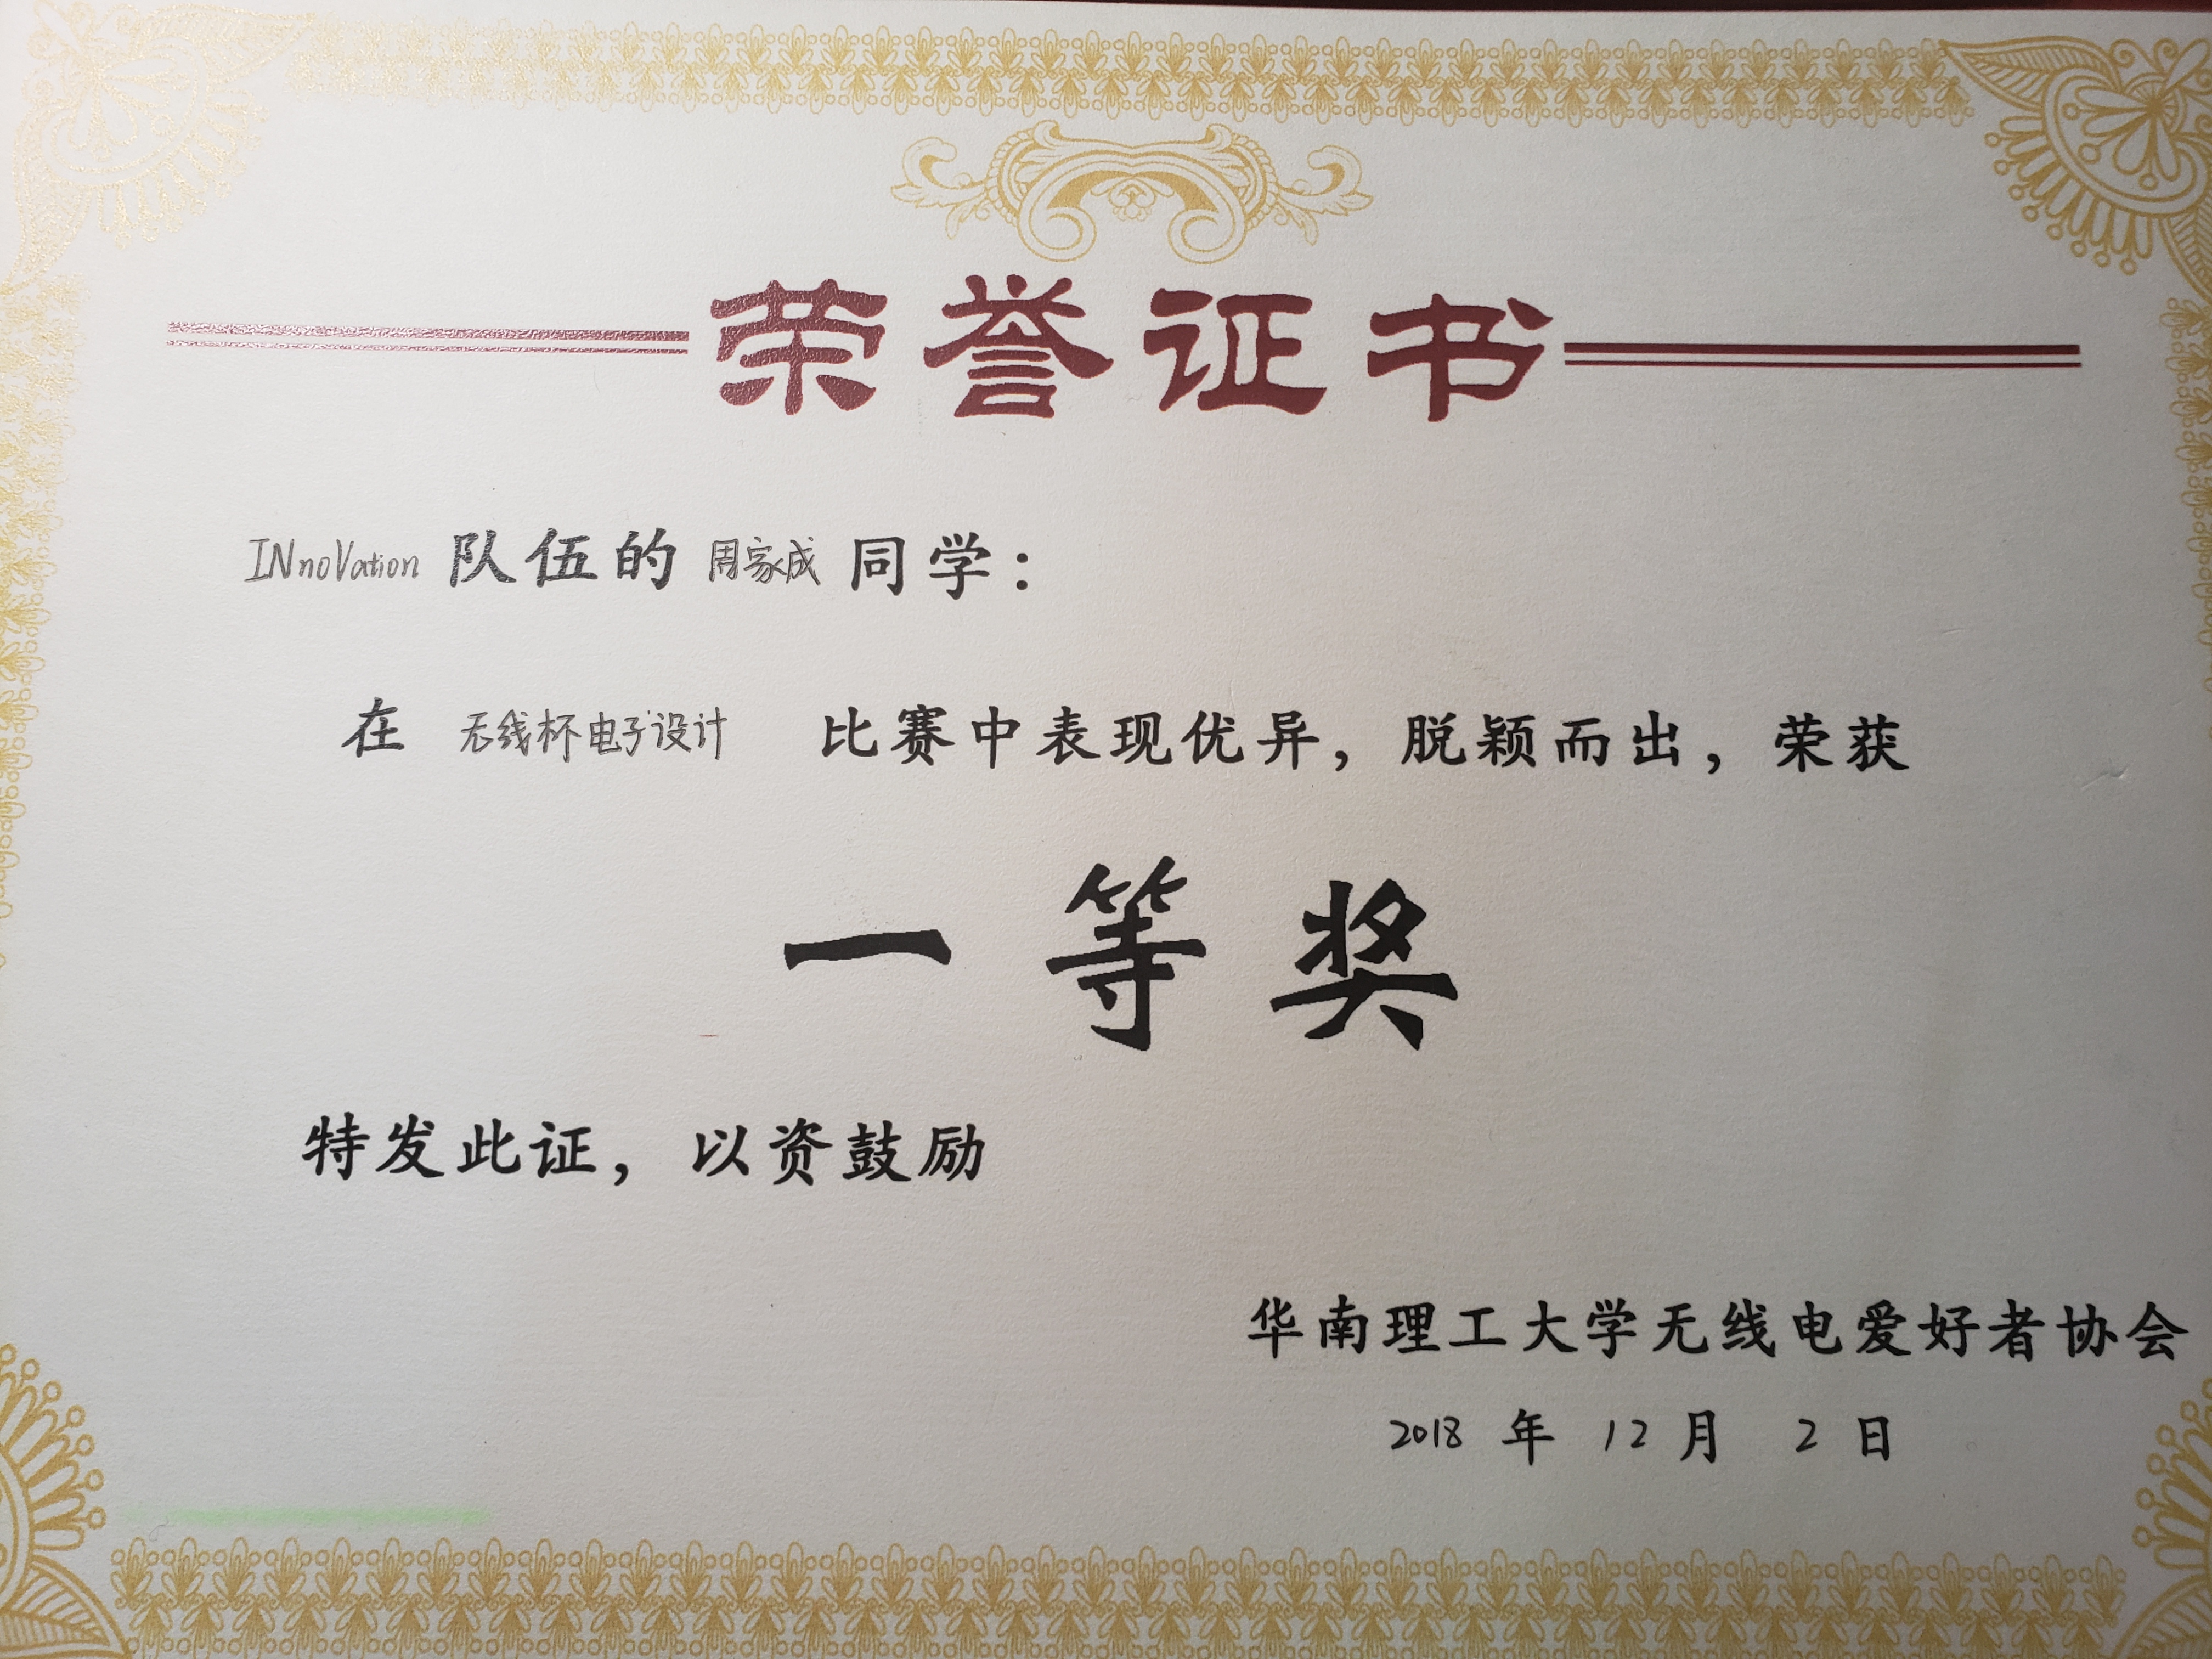 荣誉证书
INnoVation 队伍的 周家成 同学：
在 无线杯电子设计 比赛中表现优异，脱颖而出，荣获
一等奖
特发此证，以资鼓励
华南理工大学无线电爱好者协会
2018 年 12 月 2 日